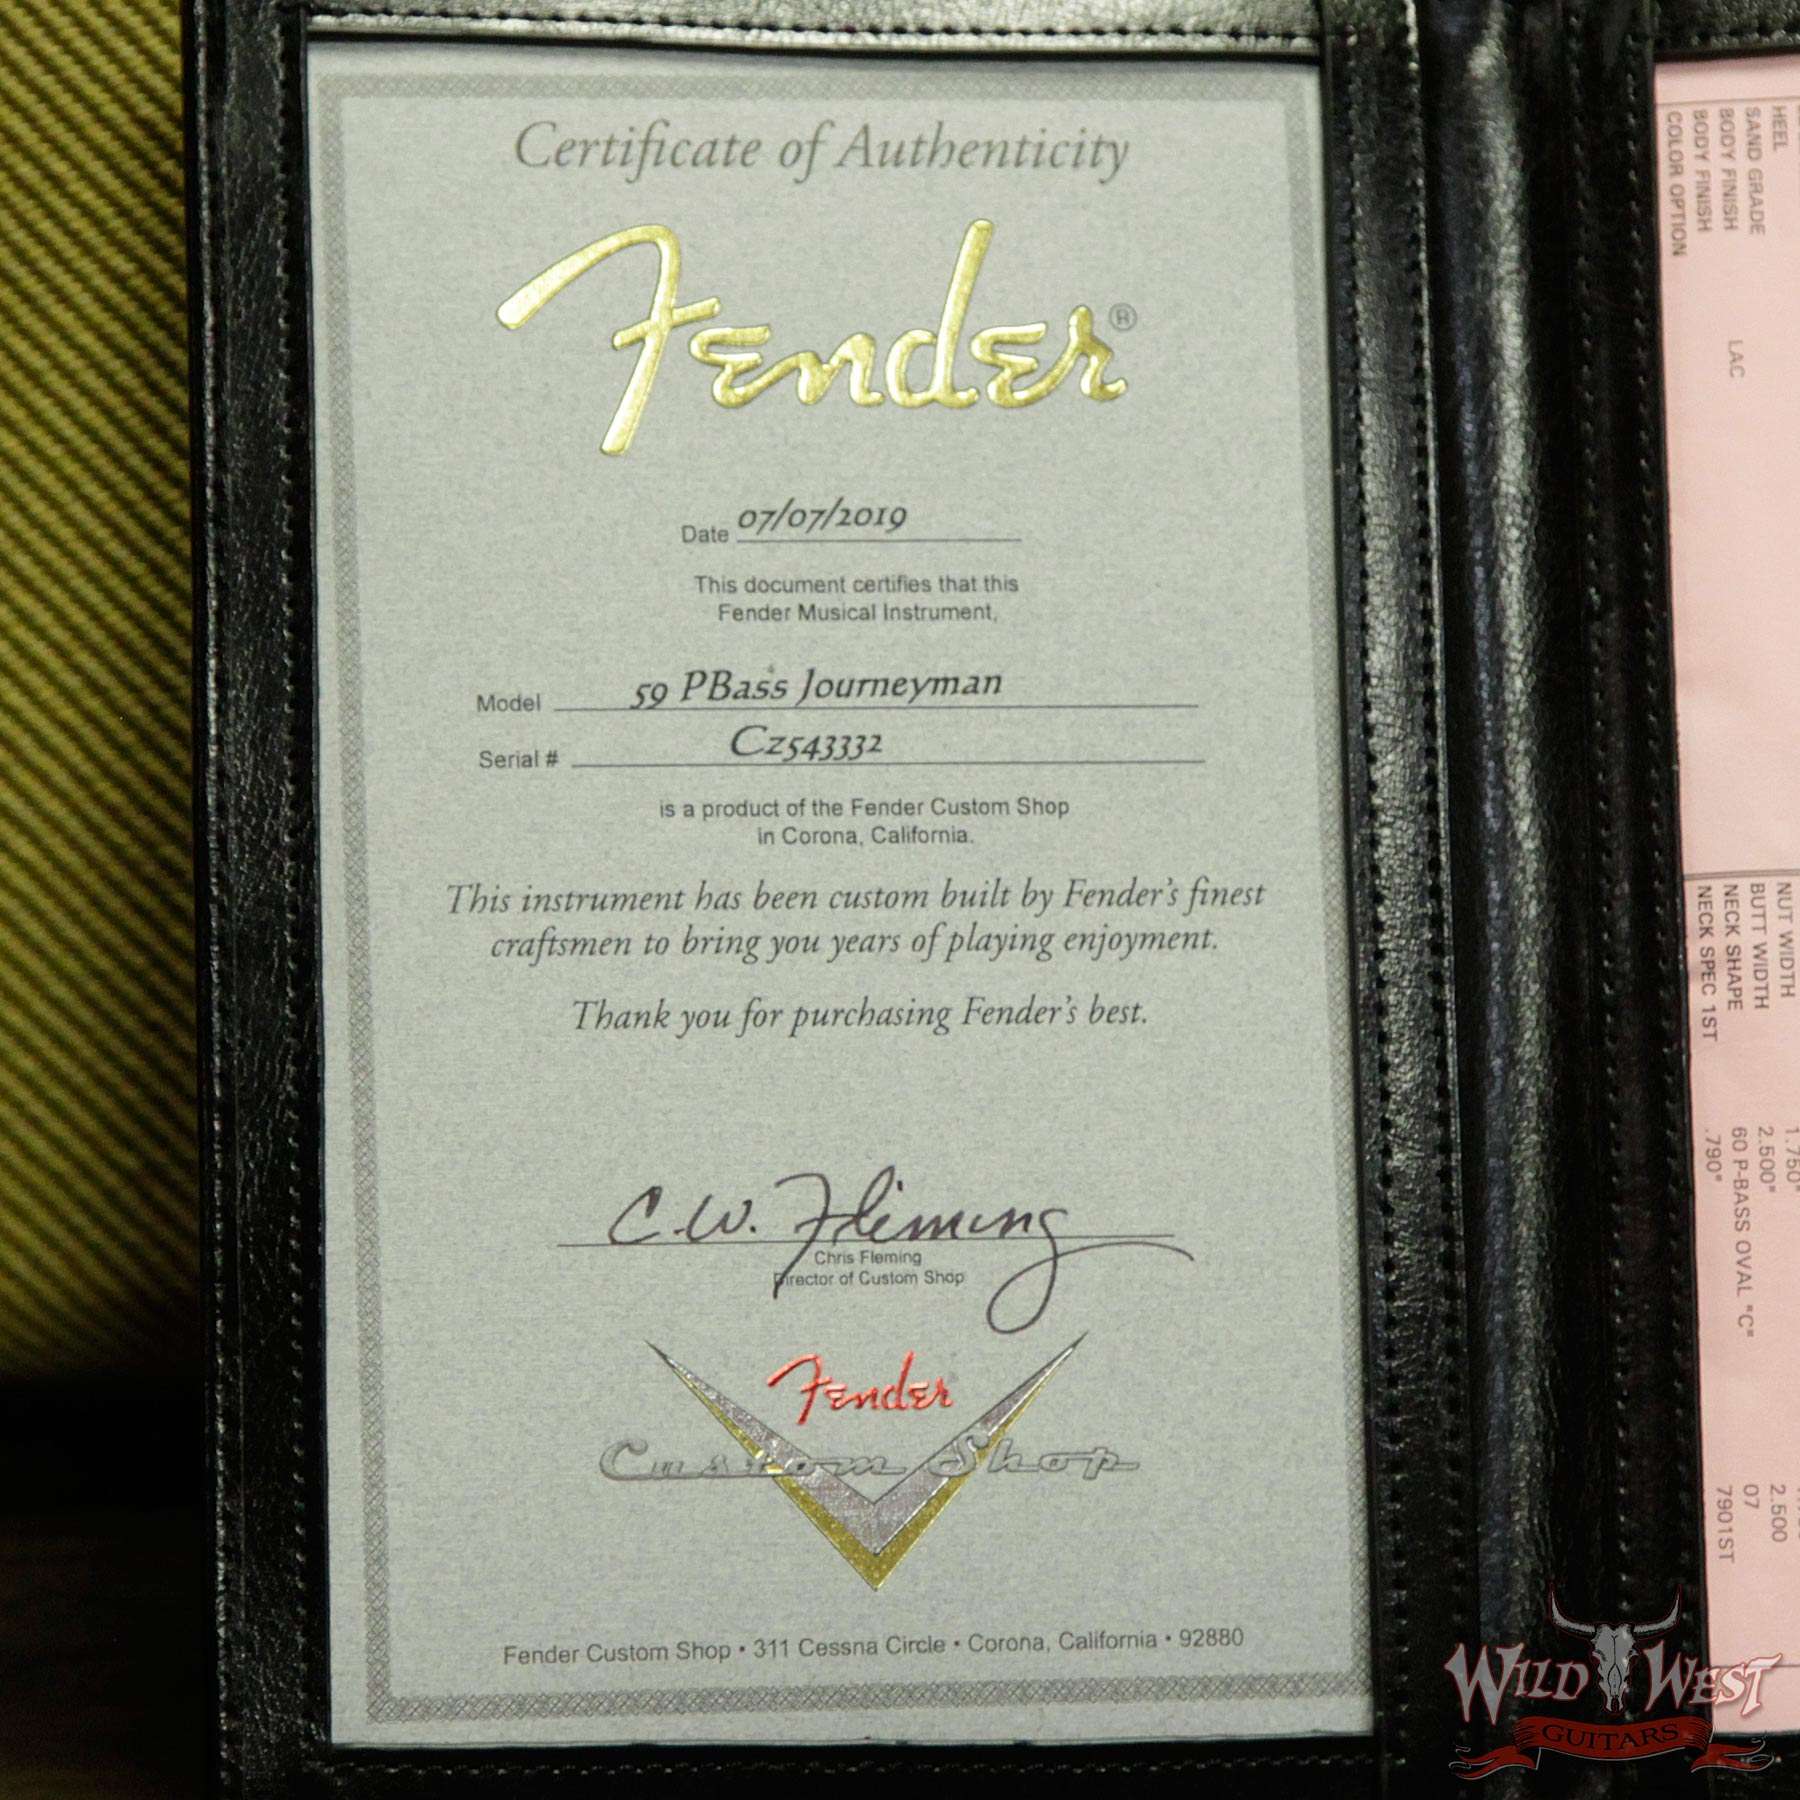 Certificate of Authenticity
Fender®
Date 07/07/2019
This document certifies that this
Fender Musical Instrument,
Model 59 PBass Journeyman
Serial # Cz543332
is a product of the Fender Custom Shop
in Corona, California.
This instrument has been custom built by Fender's finest
craftsmen to bring you years of playing enjoyment.
Thank you for purchasing Fender's best.
C.W. Fleming
Chris Fleming
Director of Custom Shop
Fender
Custom Shop
Fender Custom Shop • 311 Cessna Circle • Corona, California • 92880
HEEL
SAND GRADE
BODY FINISH LAC
BODY FINISH
COLOR OPTION
NUT WIDTH 1.750"
BUTT WIDTH 2.500" 2.500
NECK SHAPE 60 P-BASS OVAL "C" 07
NECK SPEC 1ST .790" 7901ST
WILD WEST
GUITARS